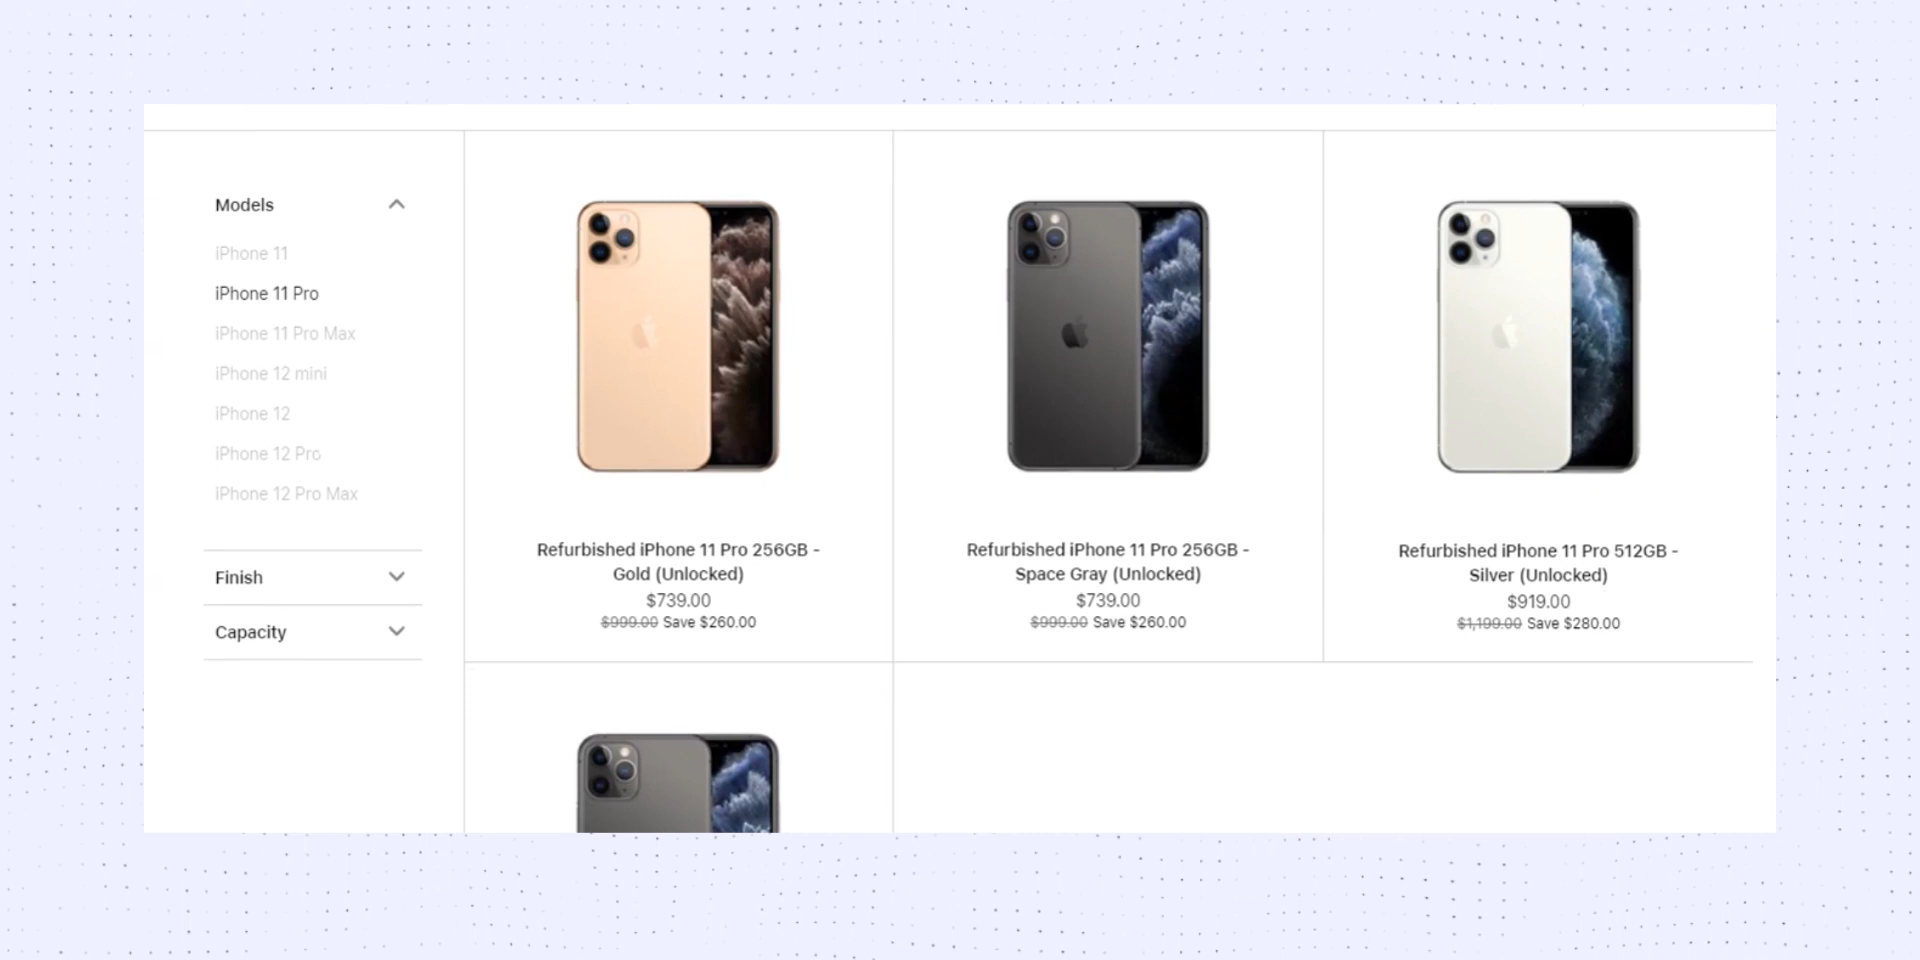 Models
iPhone 11
iPhone 11 Pro
iPhone 11 Pro Max
iPhone 12 mini
iPhone 12
iPhone 12 Pro
iPhone 12 Pro Max
Finish
Capacity
Refurbished iPhone 11 Pro 256GB -
Gold (Unlocked)
$739.00
$999.00 Save $260.00
Refurbished iPhone 11 Pro 256GB -
Space Gray (Unlocked)
$739.00
$999.00 Save $260.00
Refurbished iPhone 11 Pro 512GB -
Silver (Unlocked)
$919.00
$1,199.00 Save $280.00